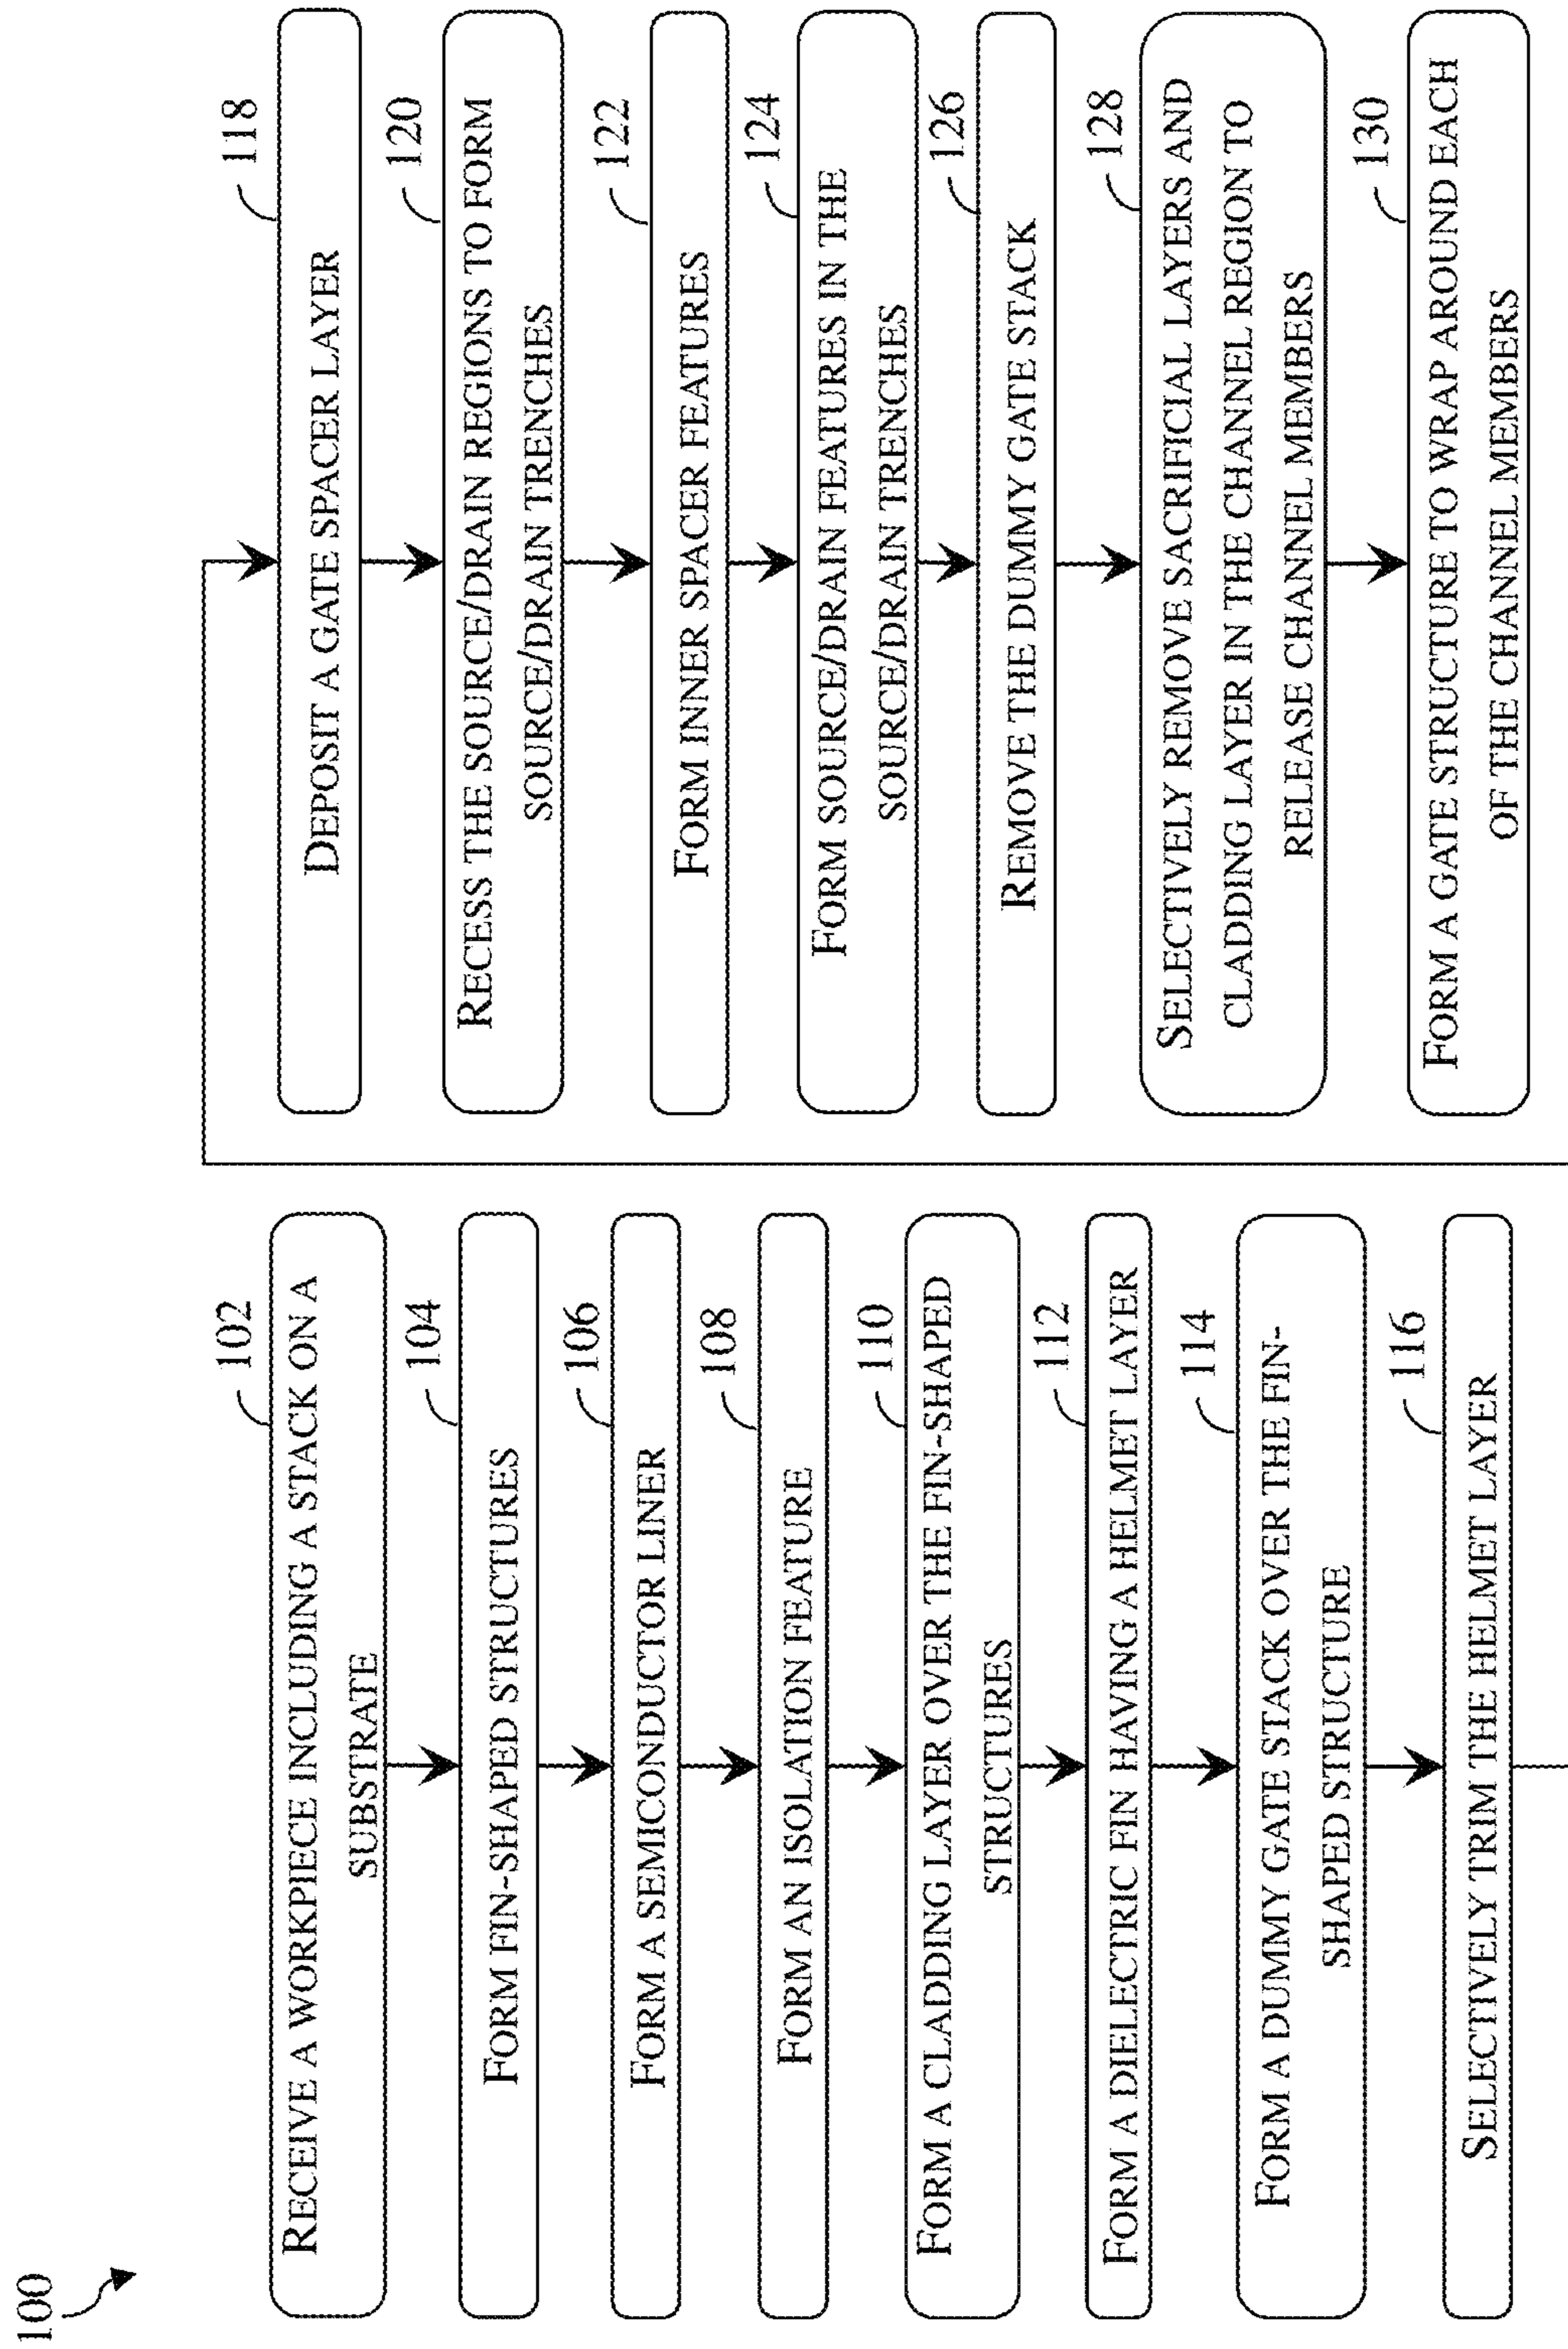 100
102
RECEIVE A WORKPIECE INCLUDING A STACK ON A
SUBSTRATE
104
FORM FIN-SHAPED STRUCTURES
106
FORM A SEMICONDUCTOR LINER
108
FORM AN ISOLATION FEATURE
110
FORM A CLADDING LAYER OVER THE FIN-SHAPED
STRUCTURES
112
FORM A DIELECTRIC FIN HAVING A HELMET LAYER
114
FORM A DUMMY GATE STACK OVER THE FIN-
SHAPED STRUCTURE
116
SELECTIVELY TRIM THE HELMET LAYER
118
DEPOSIT A GATE SPACER LAYER
120
RECESS THE SOURCE/DRAIN REGIONS TO FORM
SOURCE/DRAIN TRENCHES
122
FORM INNER SPACER FEATURES
124
FORM SOURCE/DRAIN FEATURES IN THE
SOURCE/DRAIN TRENCHES
126
REMOVE THE DUMMY GATE STACK
128
SELECTIVELY REMOVE SACRIFICIAL LAYERS AND
CLADDING LAYER IN THE CHANNEL REGION TO
RELEASE CHANNEL MEMBERS
130
FORM A GATE STRUCTURE TO WRAP AROUND EACH
OF THE CHANNEL MEMBERS